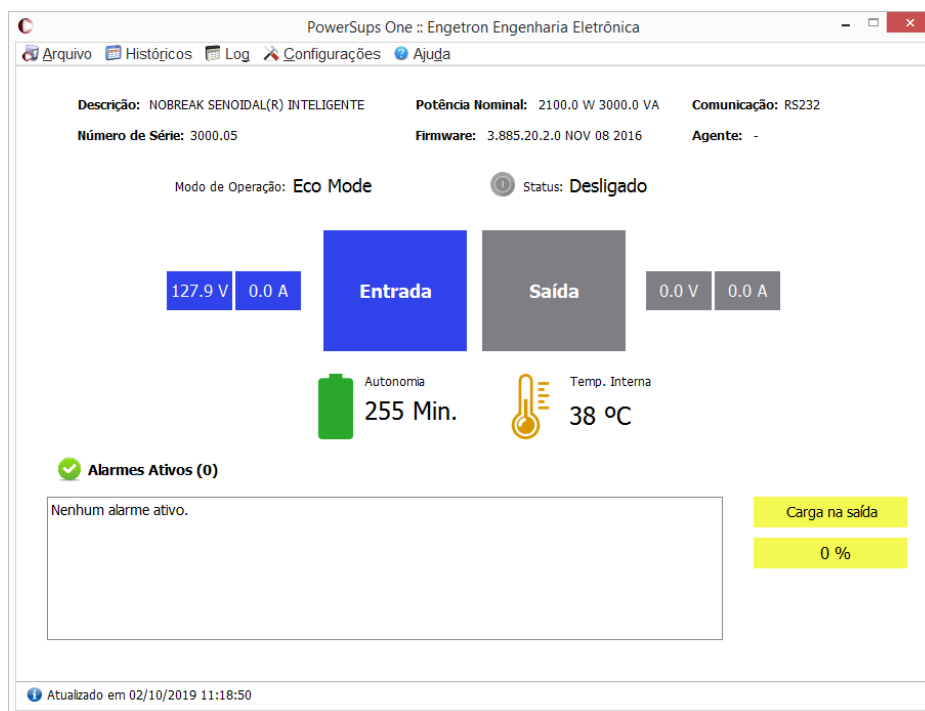 PowerSups One :: Engetron Engenharia Eletrônica
Arquivo Históricos Log Configurações Ajuda
Descrição: NOBREAK SENOIDAL(R) INTELIGENTE Potência Nominal: 2100.0 W 3000.0 VA Comunicação: RS232
Número de Série: 3000.05 Firmware: 3.885.20.2.0 NOV 08 2016 Agente: -
Modo de Operação: Eco Mode Status: Desligado
127.9 V 0.0 A Entrada Saída 0.0 V 0.0 A
Autonomia Temp. Interna
255 Min. 38 ºC
Alarmes Ativos (0)
Nenhum alarme ativo. Carga na saída
0 %
Atualizado em 02/10/2019 11:18:50